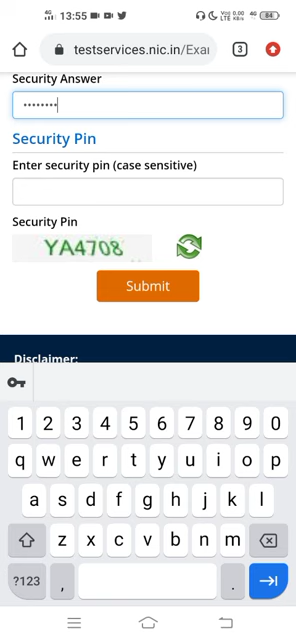 4G 13:55 Vo) 0.00 4G 84
LTE KB/s
testservices.nic.in/Exar 3
Security Answer
••••••••
Security Pin
Enter security pin (case sensitive)
Security Pin
YA4708
Submit
Disclaimer:
1 2 3 4 5 6 7 8 9 0
q w e r t y u i o p
a s d f g h j k l
z x c v b n m
?123 , .